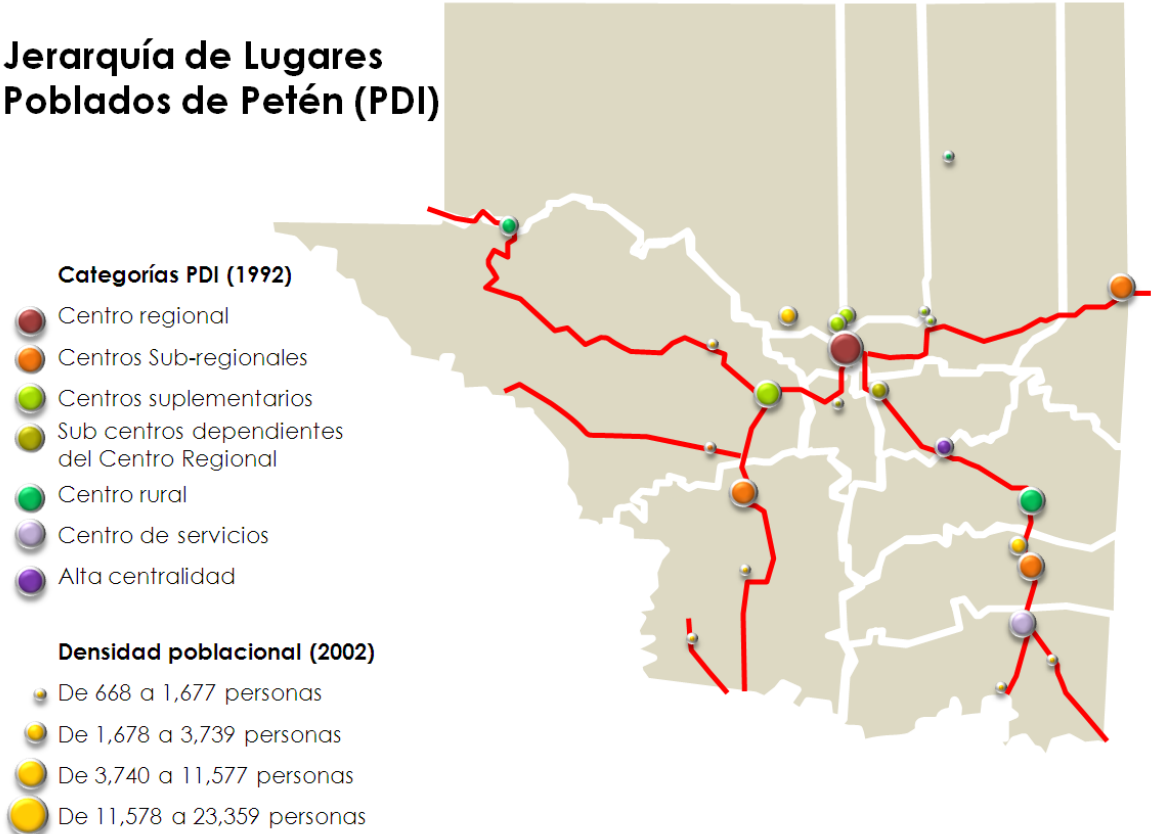 Jerarquía de Lugares
Poblados de Petén (PDI)
Categorías PDI (1992)
Centro regional
Centros Sub-regionales
Centros suplementarios
Sub centros dependientes
del Centro Regional
Centro rural
Centro de servicios
Alta centralidad
Densidad poblacional (2002)
De 668 a 1,677 personas
De 1,678 a 3,739 personas
De 3,740 a 11,577 personas
De 11,578 a 23,359 personas